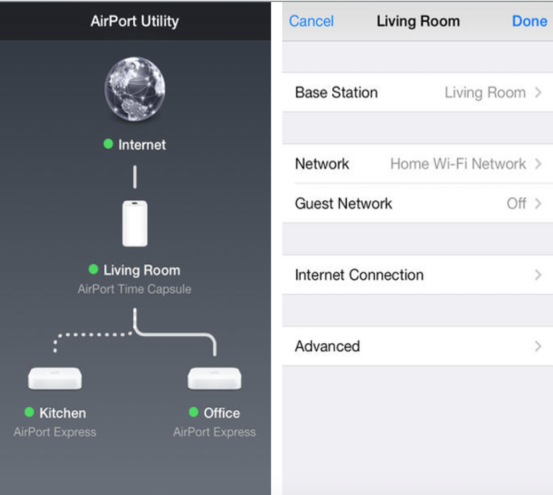 AirPort Utility
Internet
Living Room
AirPort Time Capsule
Kitchen
AirPort Express
Office
AirPort Express
Cancel Living Room Done
Base Station Living Room
Network Home Wi-Fi Network
Guest Network Off
Internet Connection
Advanced